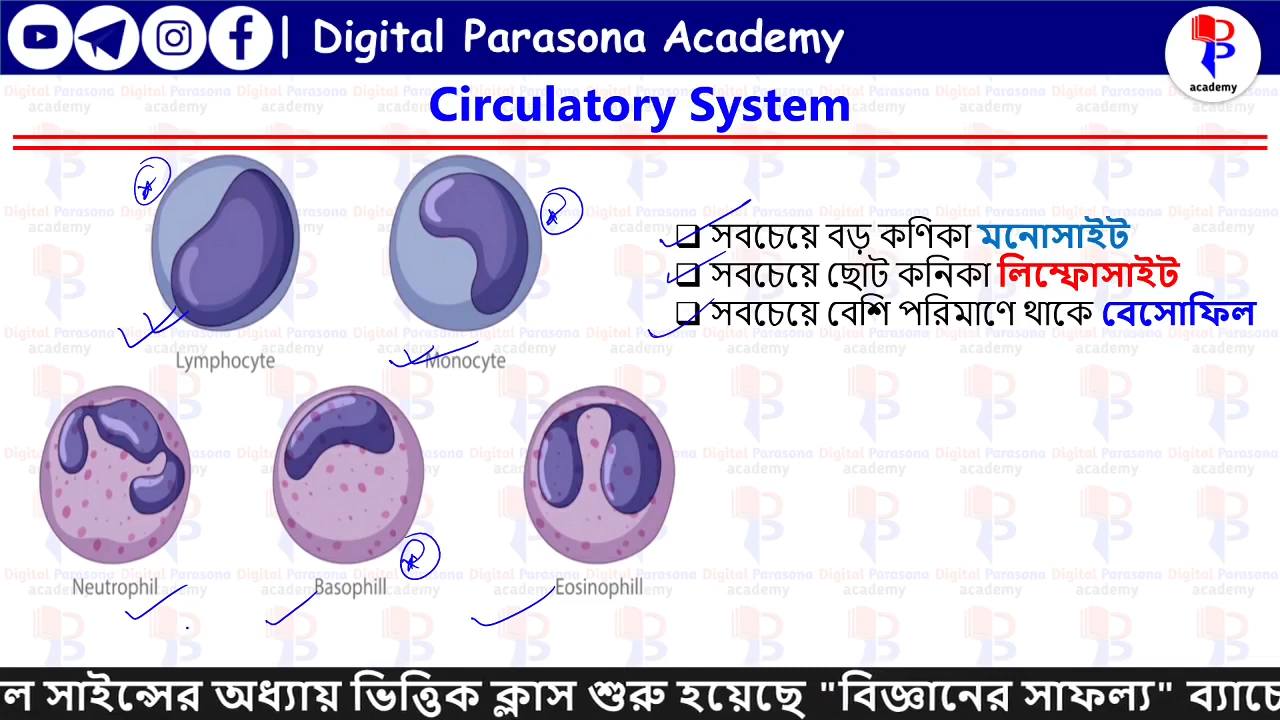 | Digital Parasona Academy
academy
Circulatory System
সবচেয়ে বড় কণিকা মনোসাইট
সবচেয়ে ছোট কনিকা লিম্ফোসাইট
সবচেয়ে বেশি পরিমাণে থাকে বেসোফিল
Lymphocyte
Monocyte
Neutrophil
Basophill
Eosinophill
ল সাইন্সের অধ্যায় ভিত্তিক ক্লাস শুরু হয়েছে "বিজ্ঞানের সাফল্য" ব্যাচে